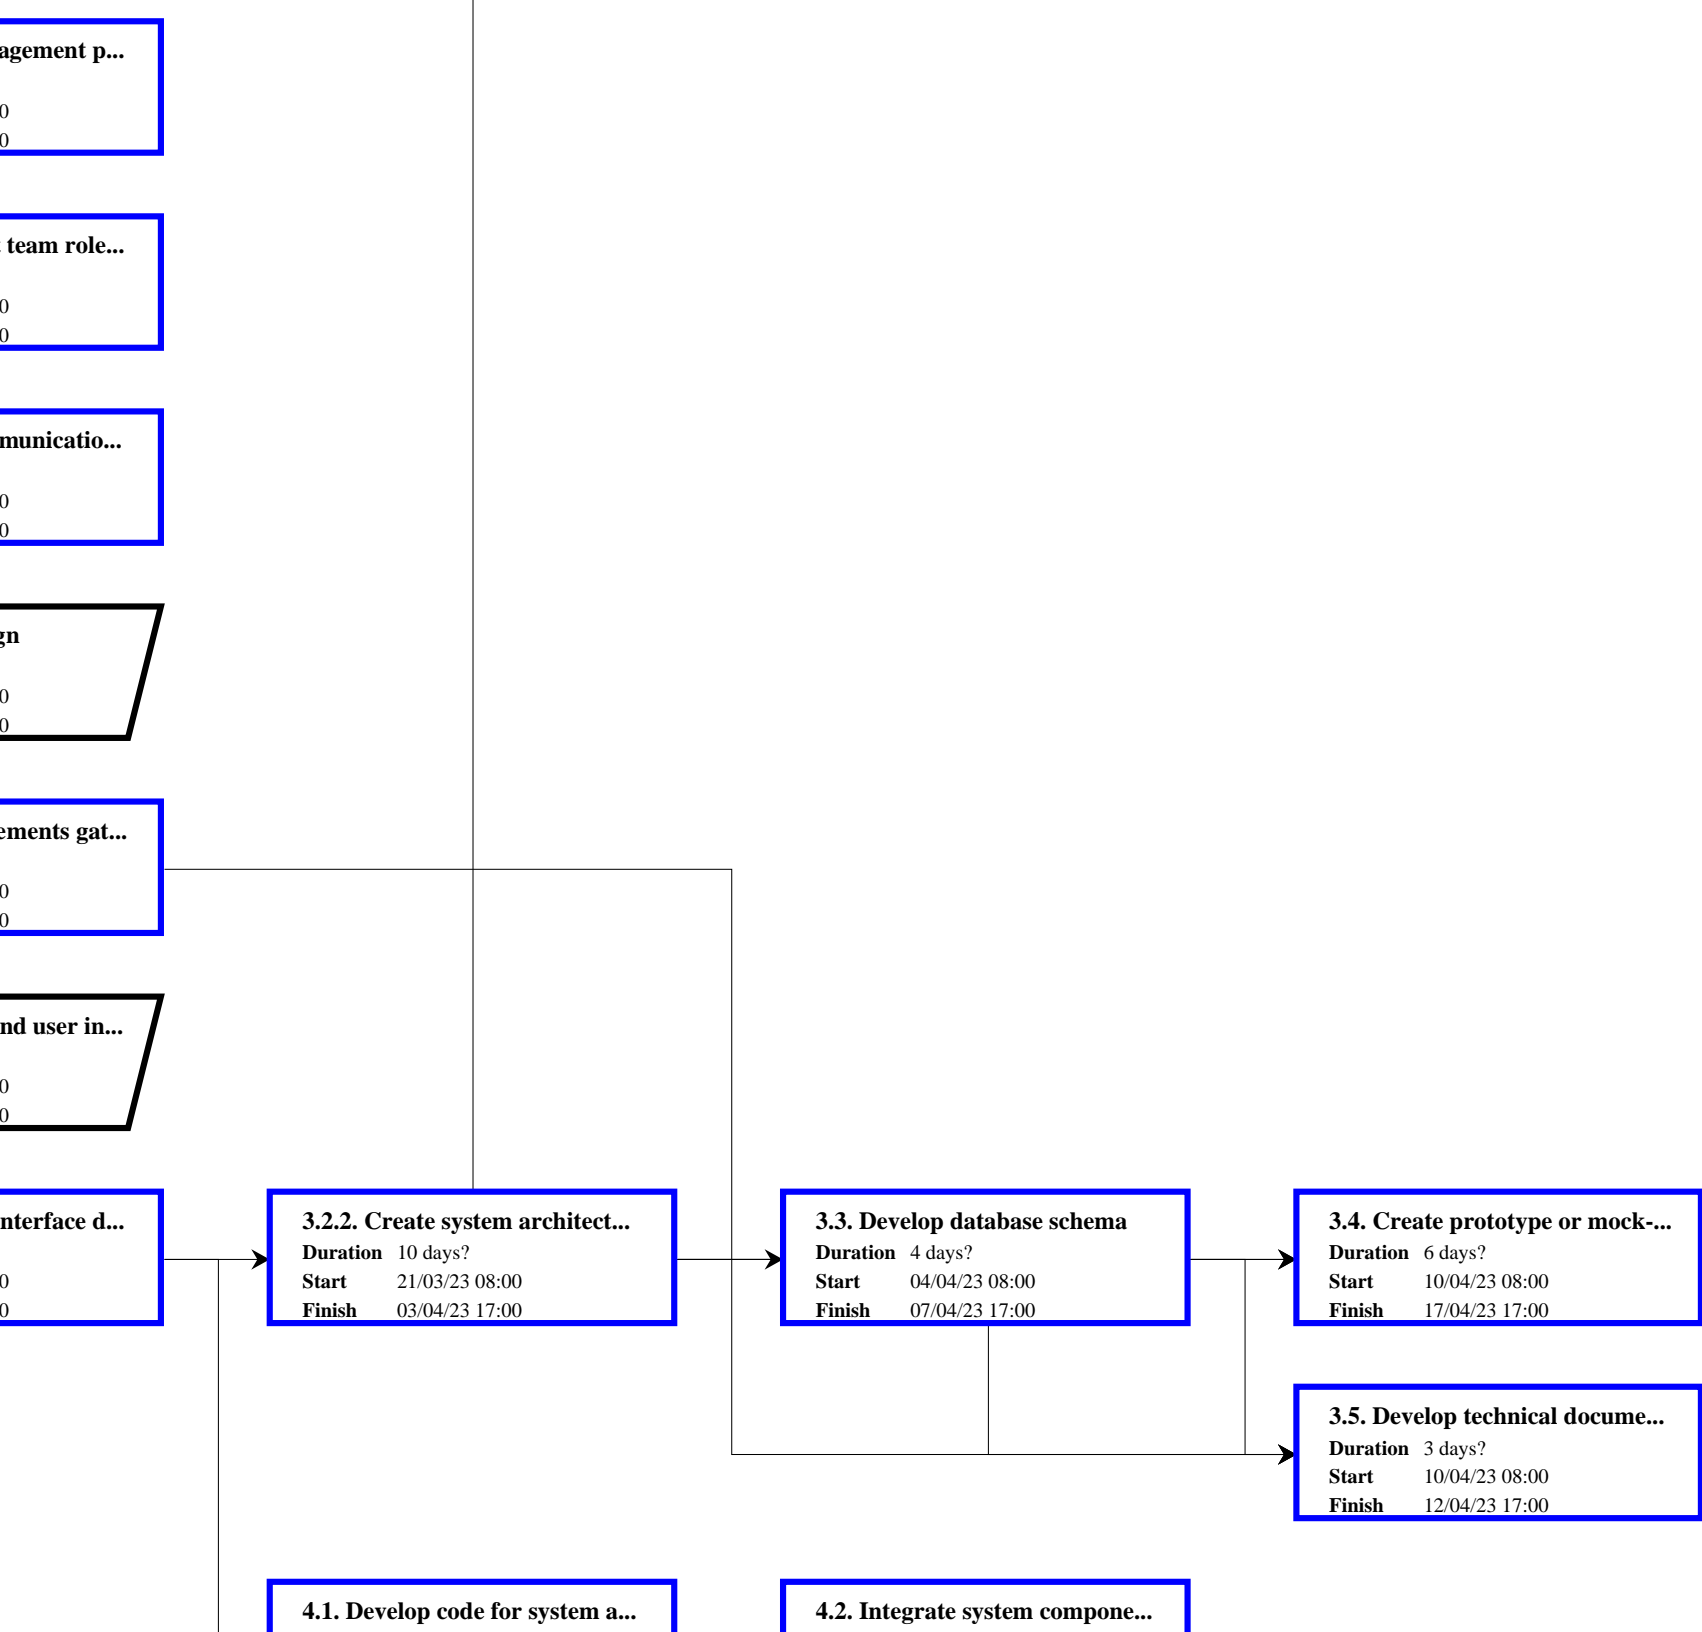 agement p...
0
0
team role...
0
0
municatio...
0
0
gn
0
0
ements gat...
0
0
nd user in...
0
0
nterface d...
0
0
3.2.2. Create system architect...
Duration 10 days?
Start 21/03/23 08:00
Finish 03/04/23 17:00
3.3. Develop database schema
Duration 4 days?
Start 04/04/23 08:00
Finish 07/04/23 17:00
3.4. Create prototype or mock-...
Duration 6 days?
Start 10/04/23 08:00
Finish 17/04/23 17:00
3.5. Develop technical docume...
Duration 3 days?
Start 10/04/23 08:00
Finish 12/04/23 17:00
4.1. Develop code for system a...
4.2. Integrate system compone...